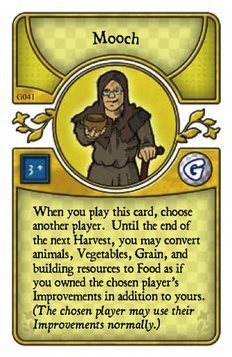 Mooch
G041
3+
G
When you play this card, choose
another player. Until the end of
the next Harvest, you may convert
animals, Vegetables, Grain, and
building resources to Food as if
you owned the chosen player's
Improvements in addition to yours.
(The chosen player may use their
Improvements normally.)